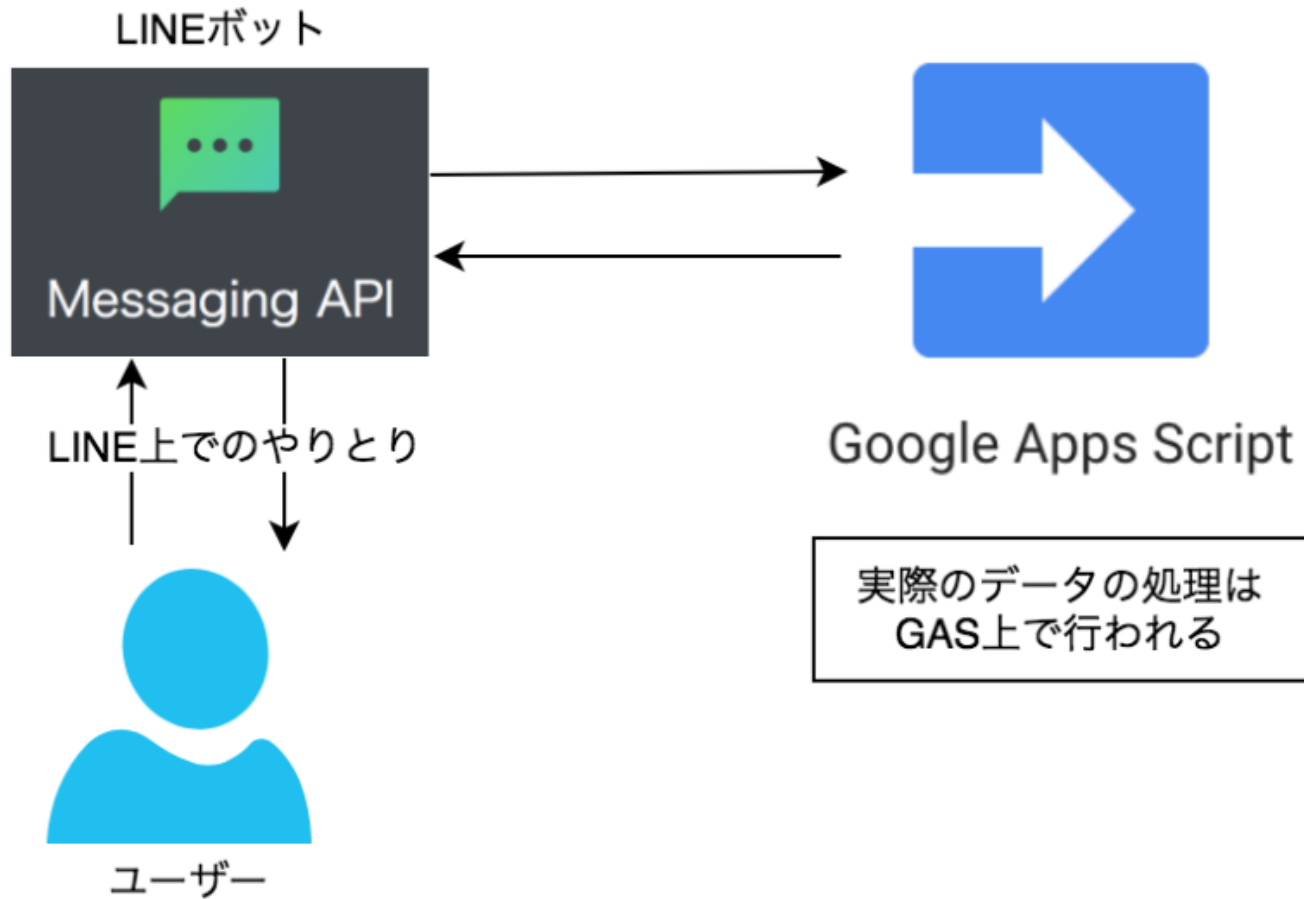 LINEボット
Messaging API
LINE上でのやりとり
Google Apps Script
実際のデータの処理は
GAS上で行われる
ユーザー